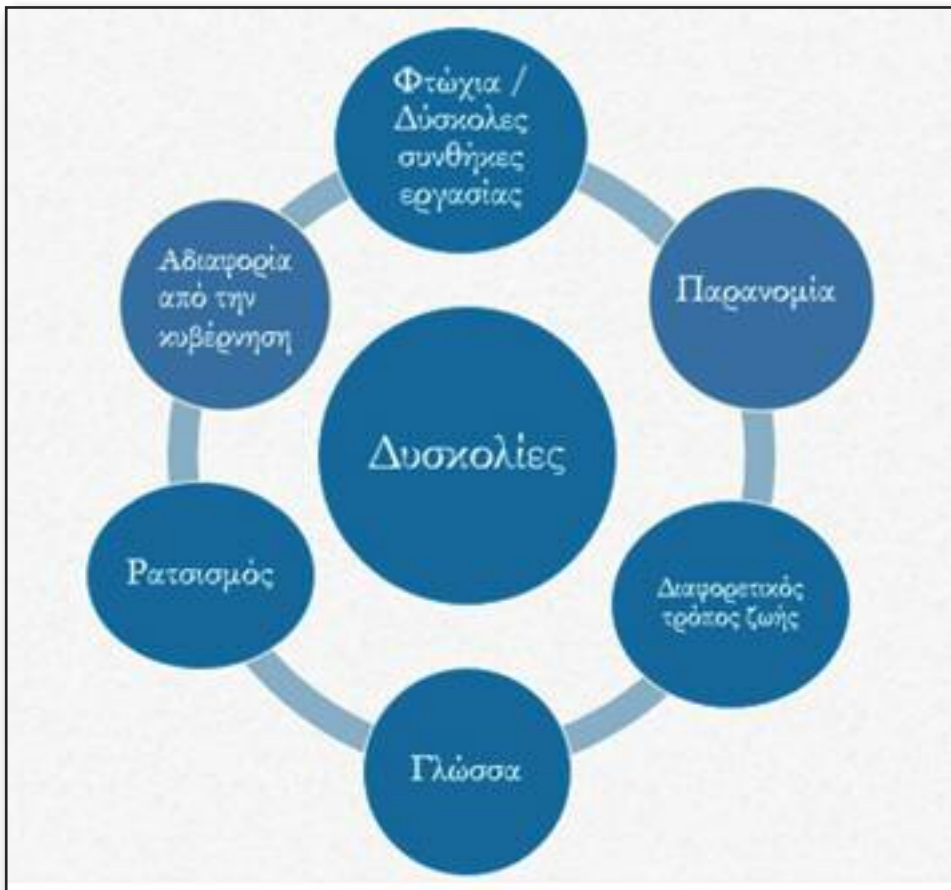 Φτώχια /
Δύσκολες
συνθήκες
εργασίας
Αδιαφορία
από την
κυβέρνηση
Παρανομία
Δυσκολίες
Ρατσισμός
Διαφορετικός
τρόπος ζωής
Γλώσσα